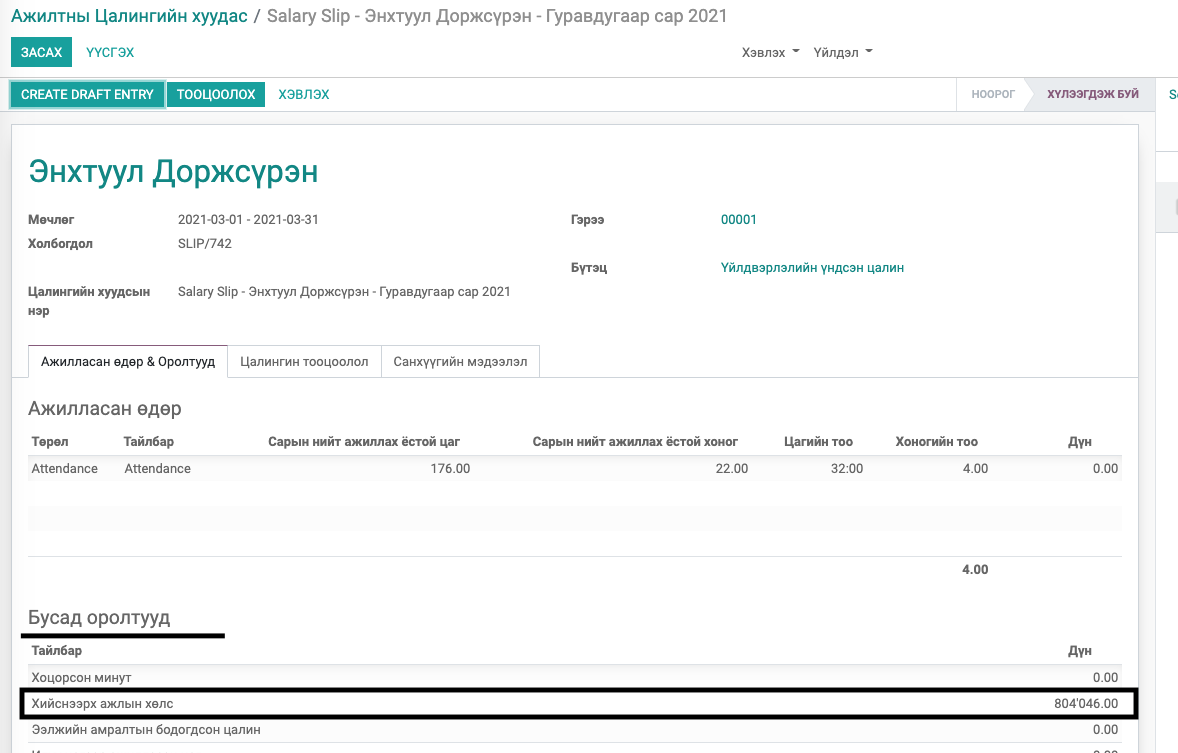 Ажилтны Цалингийн хуудас / Salary Slip - Энхтуул Доржсүрэн - Гуравдугаар сар 2021
ЗАСАХ ҮҮСГЭХ Хэвлэх Үйлдэл
CREATE DRAFT ENTRY ТООЦООЛОХ ХЭВЛЭХ НООРОГ ХҮЛЭЭГДЭЖ БУЙ
Энхтуул Доржсүрэн
Мөчлөг 2021-03-01 - 2021-03-31 Гэрээ 00001
Холбогдол SLIP/742
Бүтэц Үйлдвэрлэлийн үндсэн цалин
Цалингийн хуудсын Salary Slip - Энхтуул Доржсүрэн - Гуравдугаар сар 2021
нэр
Ажилласан өдөр & Оролтууд Цалингин тооцоолол Санхүүгийн мэдээлэл
Ажилласан өдөр
Төрөл Тайлбар Сарын нийт ажиллах ёстой цаг Сарын нийт ажиллах ёстой хоног Цагийн тоо Хоногийн тоо Дүн
Attendance Attendance 176.00 22.00 32:00 4.00 0.00
4.00
Бусад оролтууд
Тайлбар Дүн
Хоцорсон минут 0.00
Хийснээрх ажлын хөлс 804'046.00
Ээлжийн амралтын бодогдсон цалин 0.00